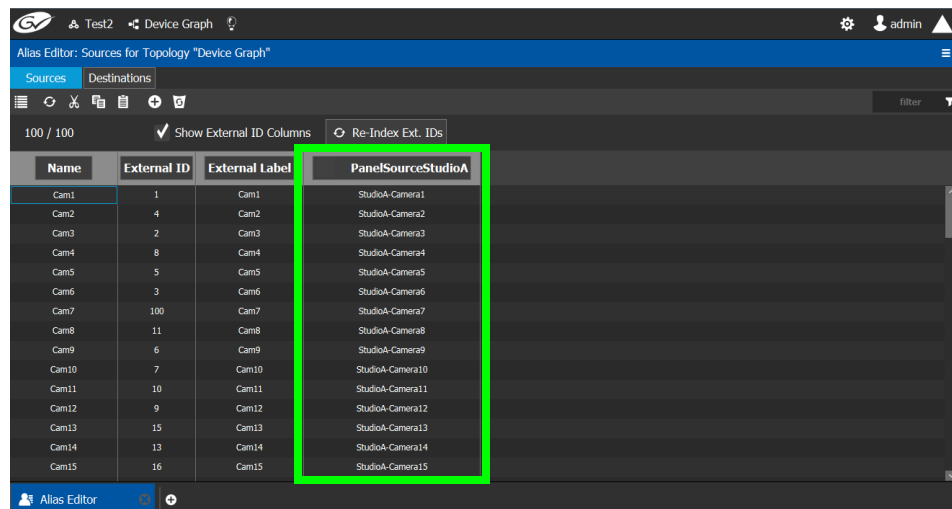 GV Test2 Device Graph admin
Alias Editor: Sources for Topology "Device Graph"
Sources Destinations
filter
100 / 100 Show External ID Columns Re-Index Ext. IDs
Name External ID External Label PanelSourceStudioA
Cam1 1 Cam1 StudioA-Camera1
Cam2 4 Cam2 StudioA-Camera2
Cam3 2 Cam3 StudioA-Camera3
Cam4 8 Cam4 StudioA-Camera4
Cam5 5 Cam5 StudioA-Camera5
Cam6 3 Cam6 StudioA-Camera6
Cam7 100 Cam7 StudioA-Camera7
Cam8 11 Cam8 StudioA-Camera8
Cam9 6 Cam9 StudioA-Camera9
Cam10 7 Cam10 StudioA-Camera10
Cam11 10 Cam11 StudioA-Camera11
Cam12 9 Cam12 StudioA-Camera12
Cam13 15 Cam13 StudioA-Camera13
Cam14 13 Cam14 StudioA-Camera14
Cam15 16 Cam15 StudioA-Camera15
Alias Editor